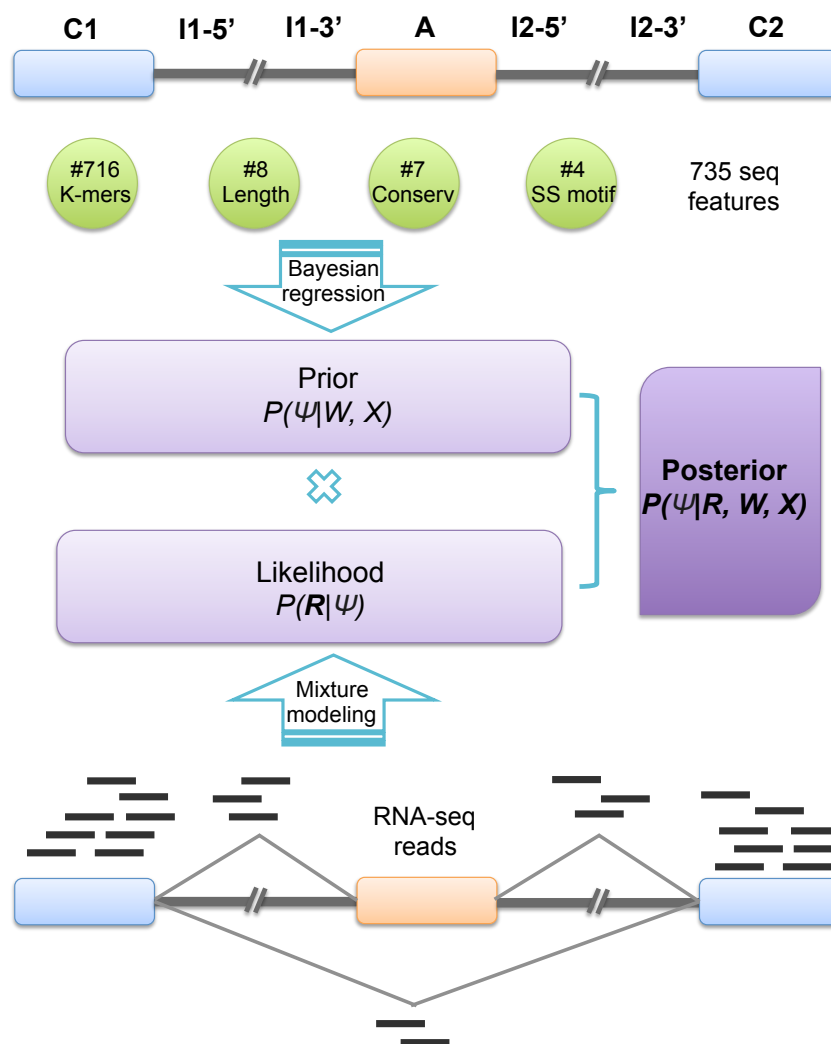 C1 I1-5’ I1-3’ A I2-5’ I2-3’ C2
#716
K-mers
#8
Length
#7
Conserv
#4
SS motif
735 seq
features
Bayesian
regression
Prior
P(Ψ|W, X)
Posterior
P(Ψ|R, W, X)
Likelihood
P(R|Ψ)
Mixture
modeling
RNA-seq
reads